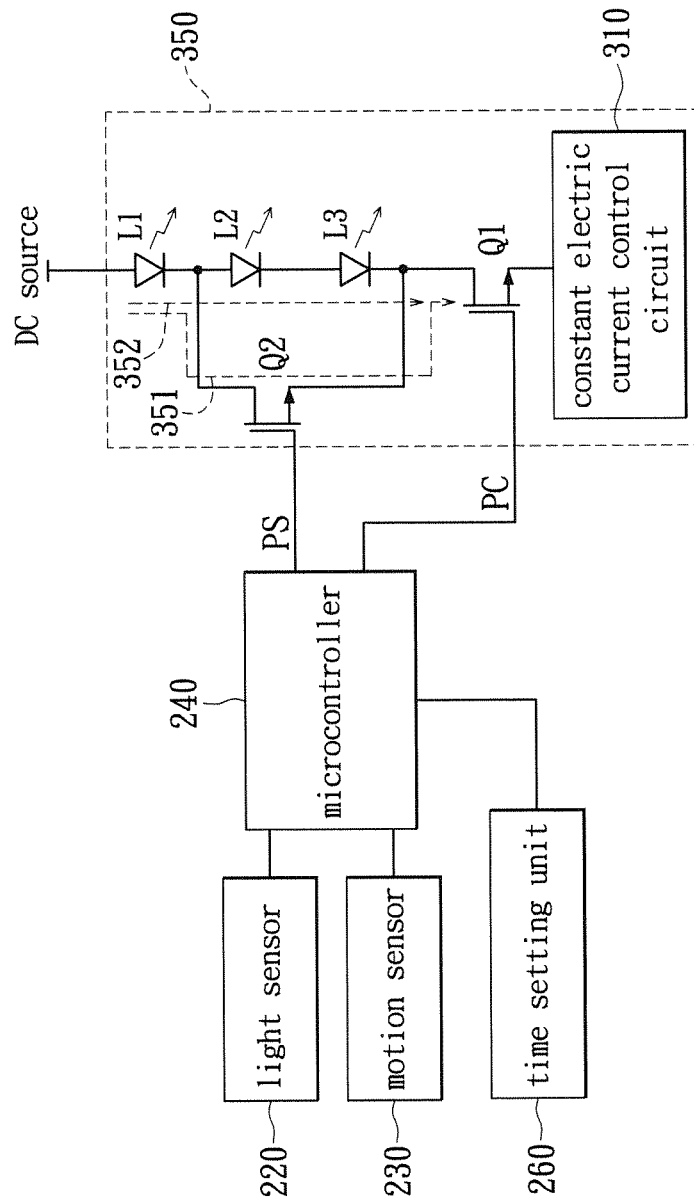 DC source
350
L1
L2
L3
352
351
Q2
Q1
PS
PC
constant electric
current control
circuit
310
240
microcontroller
light sensor
220
motion sensor
230
time setting unit
260